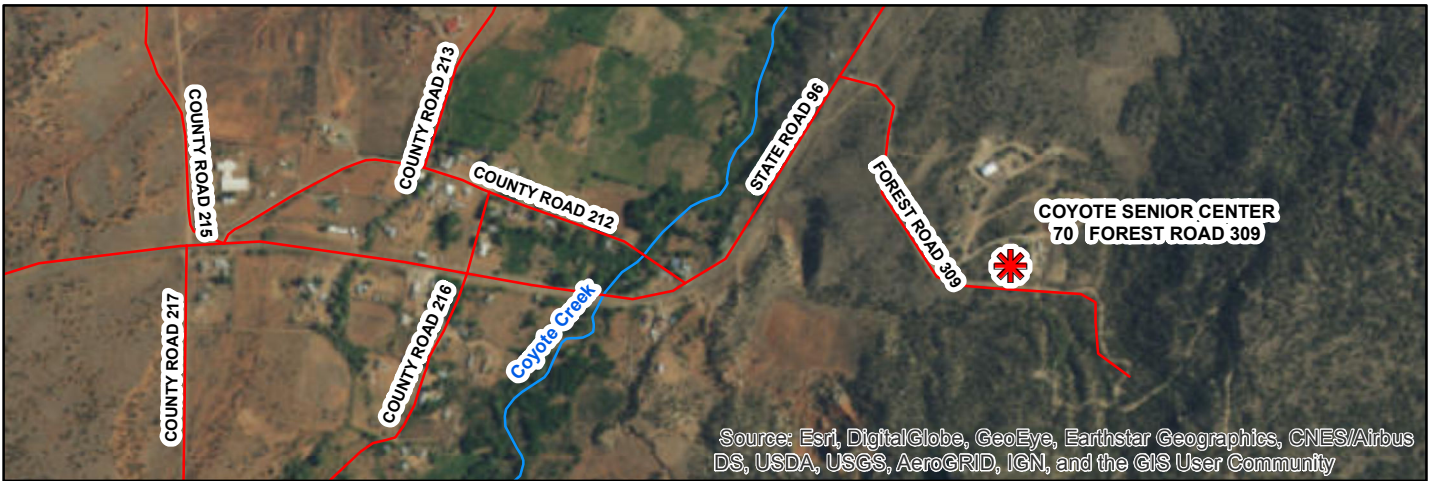 COUNTY ROAD 215
COUNTY ROAD 213
COUNTY ROAD 212
STATE ROAD 96
FOREST ROAD 309
COYOTE SENIOR CENTER
70 FOREST ROAD 309
COUNTY ROAD 217
COUNTY ROAD 216
Coyote Creek
Source: Esri, DigitalGlobe, GeoEye, Earthstar Geographics, CNES/Airbus
DS, USDA, USGS, AeroGRID, IGN, and the GIS User Community